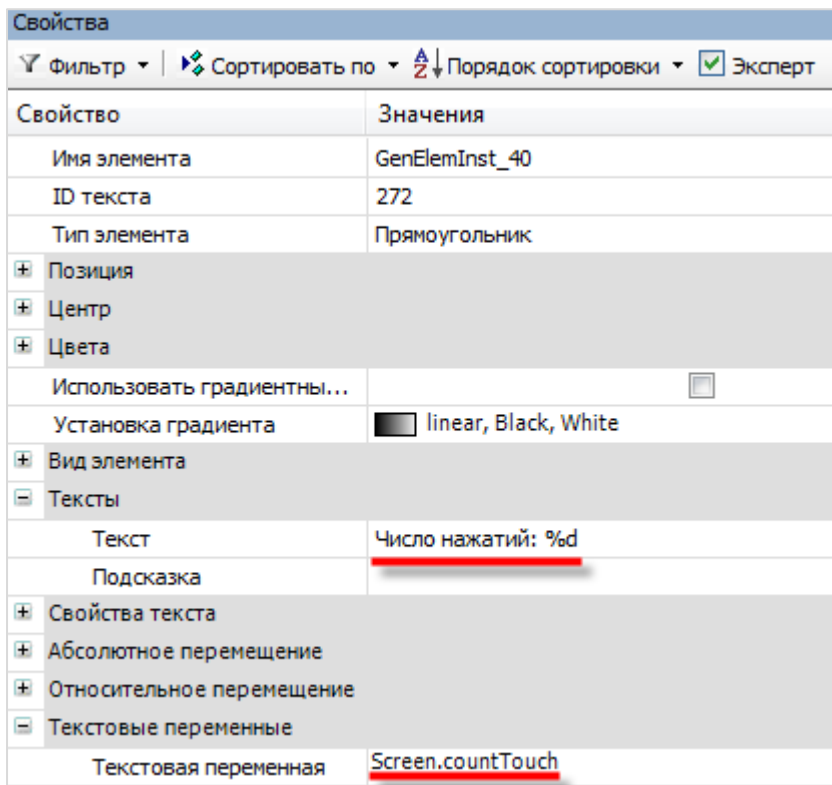 Свойства
Фильтр Сортировать по Порядок сортировки Эксперт
Свойство Значения
Имя элемента GenElemInst_40
ID текста 272
Тип элемента Прямоугольник
Позиция
Центр
Цвета
Использовать градиентны...
Установка градиента linear, Black, White
Вид элемента
Тексты
Текст Число нажатий: %d
Подсказка
Свойства текста
Абсолютное перемещение
Относительное перемещение
Текстовые переменные
Текстовая переменная Screen.countTouch